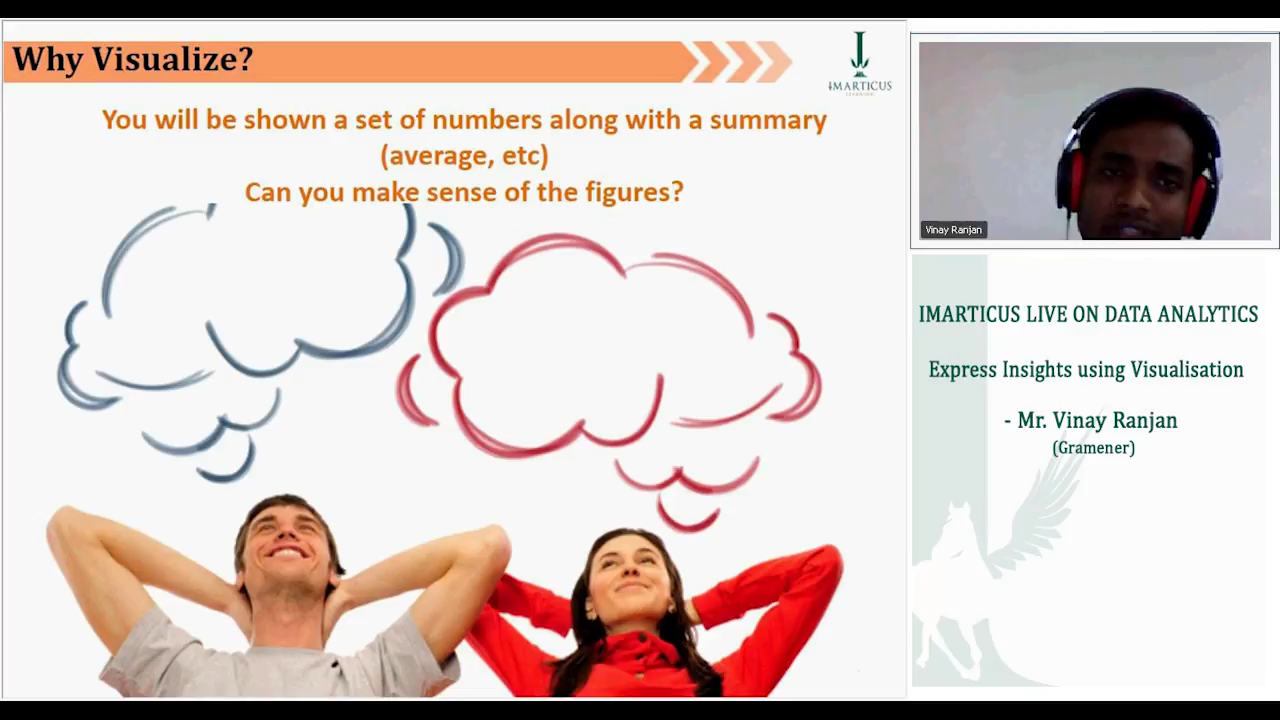 Why Visualize?
IMARTICUS
LEARNING
You will be shown a set of numbers along with a summary
(average, etc)
Can you make sense of the figures?
Vinay Ranjan
IMARTICUS LIVE ON DATA ANALYTICS
Express Insights using Visualisation
- Mr. Vinay Ranjan
(Gramener)